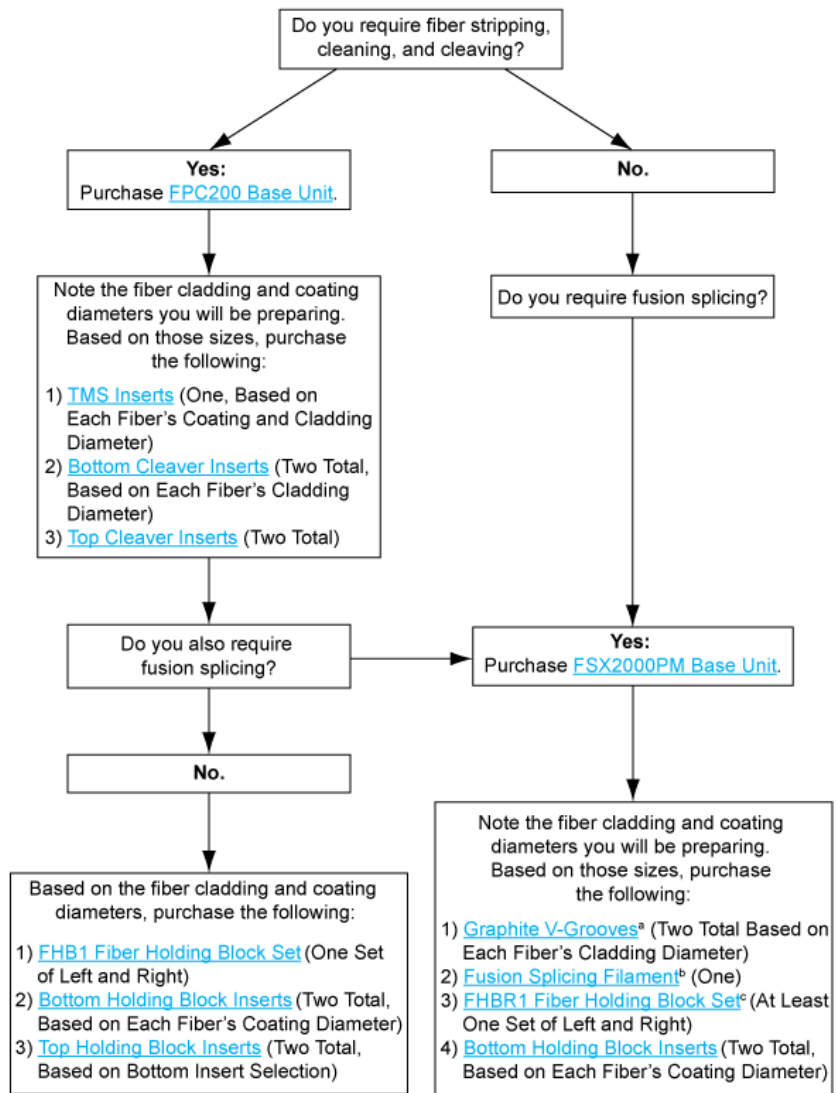 Do you require fiber stripping,
cleaning, and cleaving?
Yes:
Purchase FPC200 Base Unit.
No.
Note the fiber cladding and coating
diameters you will be preparing.
Based on those sizes, purchase
the following:
1) TMS Inserts (One, Based on
Each Fiber's Coating and Cladding
Diameter)
2) Bottom Cleaver Inserts (Two Total,
Based on Each Fiber's Cladding
Diameter)
3) Top Cleaver Inserts (Two Total)
Do you require fusion splicing?
Do you also require
fusion splicing?
Yes:
Purchase FSX2000PM Base Unit.
No.
Based on the fiber cladding and coating
diameters, purchase the following:
1) FHB1 Fiber Holding Block Set (One Set
of Left and Right)
2) Bottom Holding Block Inserts (Two Total,
Based on Each Fiber's Coating Diameter)
3) Top Holding Block Inserts (Two Total,
Based on Bottom Insert Selection)
Note the fiber cladding and coating
diameters you will be preparing.
Based on those sizes, purchase
the following:
1) Graphite V-Groovesᵃ (Two Total Based on
Each Fiber's Cladding Diameter)
2) Fusion Splicing Filamentᵇ (One)
3) FHBR1 Fiber Holding Block Setᶜ (At Least
One Set of Left and Right)
4) Bottom Holding Block Inserts (Two Total,
Based on Each Fiber's Coating Diameter)